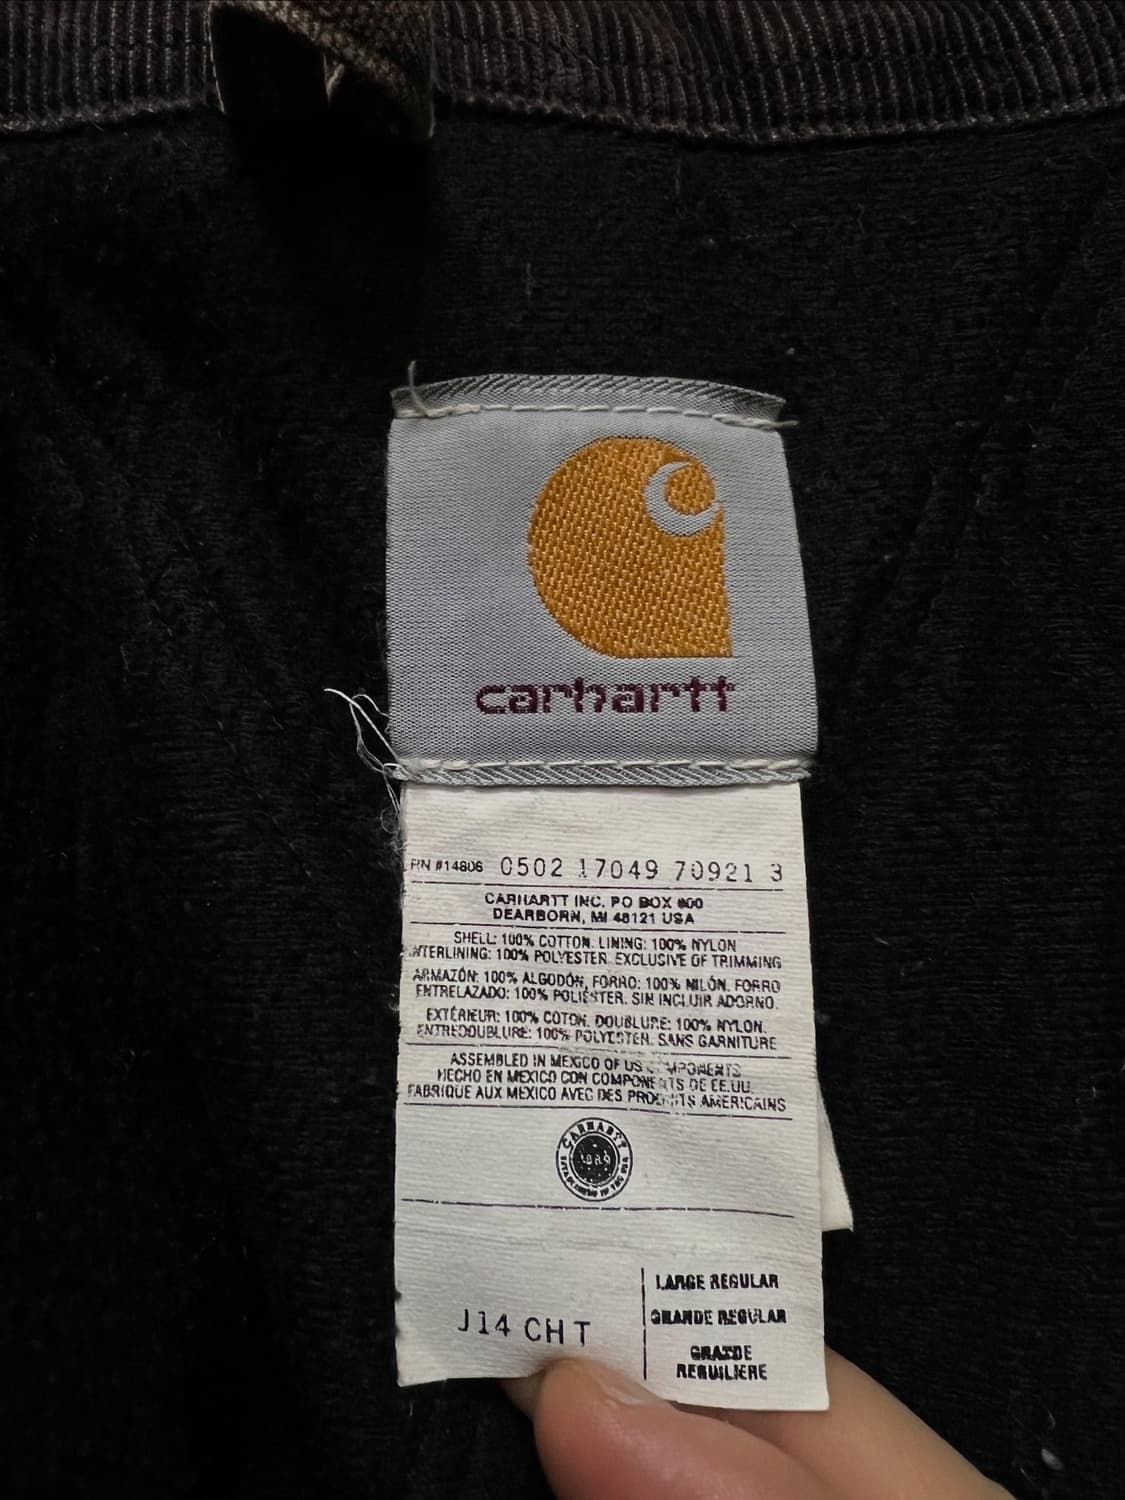 carhartt
RN #14806 0502 17049 70921 3
CARHARTT INC. PO BOX 600
DEARBORN, MI 48121 USA
SHELL: 100% COTTON. LINING: 100% NYLON
INTERLINING: 100% POLYESTER. EXCLUSIVE OF TRIMMING
ARMAZÓN: 100% ALGODÓN, FORRO: 100% NILÓN. FORRO
ENTRELAZADO: 100% POLIÉSTER. SIN INCLUIR ADORNO.
EXTÉRIEUR: 100% COTON. DOUBLURE: 100% NYLON.
ENTREDOUBLURE: 100% POLYESTER. SANS GARNITURE
ASSEMBLED IN MEXICO OF US COMPONENTS
HECHO EN MEXICO CON COMPONENTS DE EE.UU.
FABRIQUE AUX MEXICO AVEC DES PRODUITS AMERICAINS
CARHARTT
1889
J14 CHT
LARGE REGULAR
GRANDE REGULAR
GRANDE
REGUILIERE